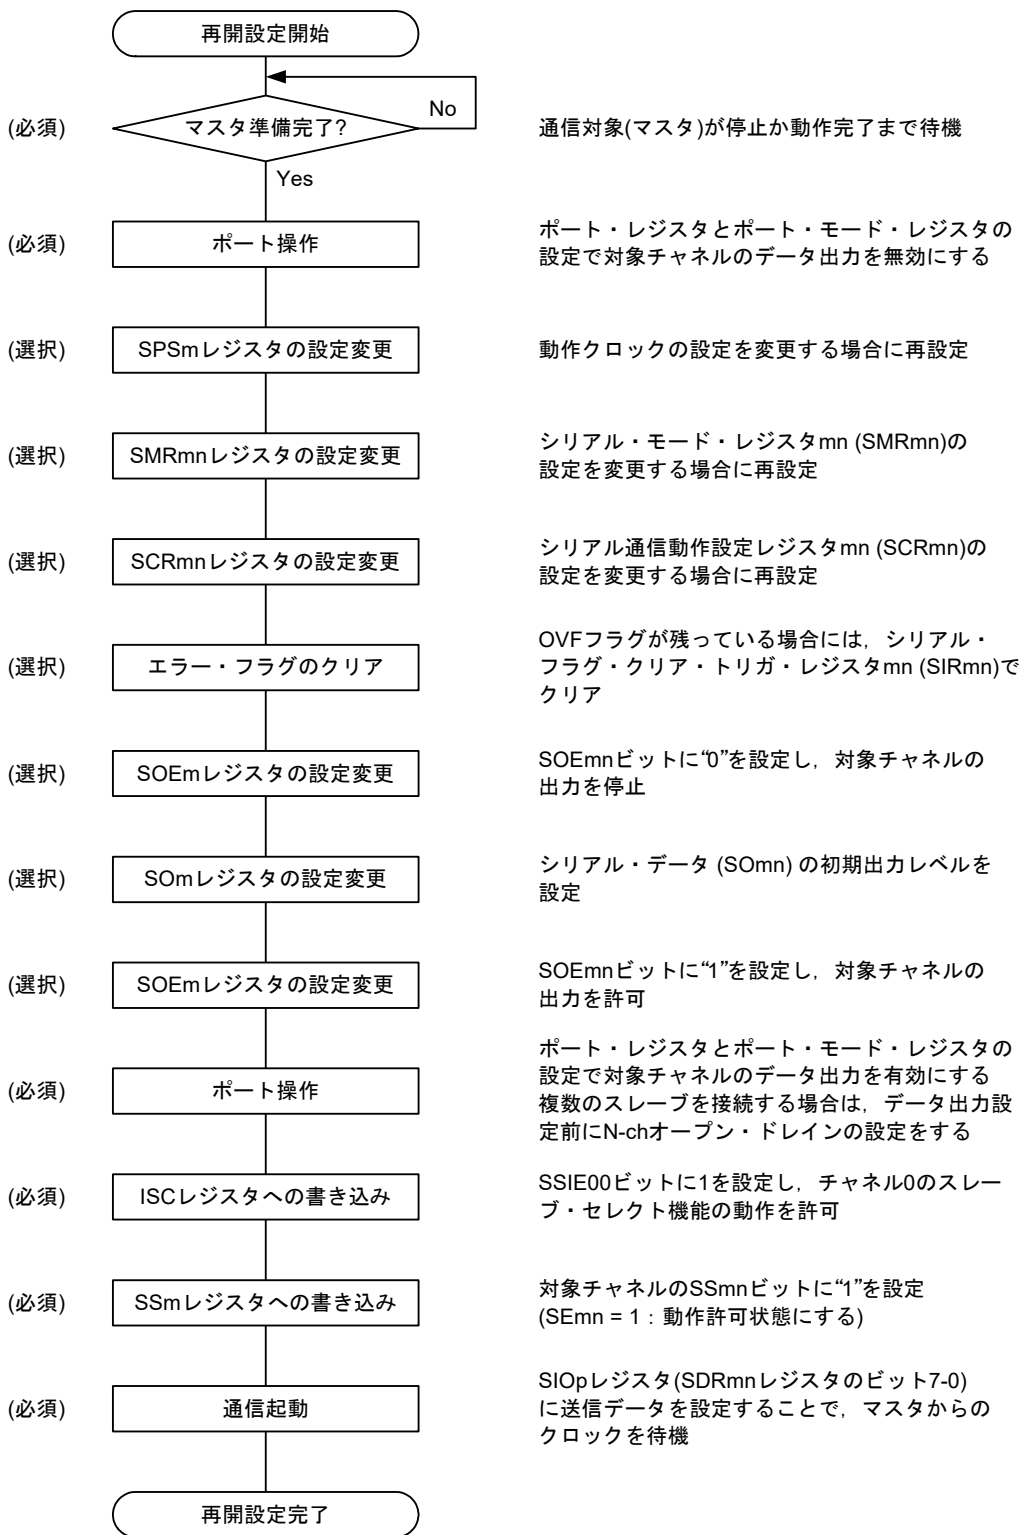 再開設定開始
No
(必須)
マスタ準備完了?
通信対象(マスタ)が停止か動作完了まで待機
Yes
(必須)
ポート操作
ポート・レジスタとポート・モード・レジスタの
設定で対象チャネルのデータ出力を無効にする
(選択)
SPSmレジスタの設定変更
動作クロックの設定を変更する場合に再設定
(選択)
SMRmnレジスタの設定変更
シリアル・モード・レジスタmn (SMRmn)の
設定を変更する場合に再設定
(選択)
SCRmnレジスタの設定変更
シリアル通信動作設定レジスタmn (SCRmn)の
設定を変更する場合に再設定
(選択)
エラー・フラグのクリア
OVFフラグが残っている場合には，シリアル・
フラグ・クリア・トリガ・レジスタmn (SIRmn)で
クリア
(選択)
SOEmレジスタの設定変更
SOEmnビットに“0”を設定し，対象チャネルの
出力を停止
(選択)
SOmレジスタの設定変更
シリアル・データ (SOmn) の初期出力レベルを
設定
(選択)
SOEmレジスタの設定変更
SOEmnビットに“1”を設定し，対象チャネルの
出力を許可
(必須)
ポート操作
ポート・レジスタとポート・モード・レジスタの
設定で対象チャネルのデータ出力を有効にする
複数のスレーブを接続する場合は，データ出力設
定前にN-chオープン・ドレインの設定をする
(必須)
ISCレジスタへの書き込み
SSIE00ビットに1を設定し，チャネル0のスレー
ブ・セレクト機能の動作を許可
(必須)
SSmレジスタへの書き込み
対象チャネルのSSmnビットに“1”を設定
(SEmn = 1：動作許可状態にする)
(必須)
通信起動
SIOpレジスタ(SDRmnレジスタのビット7-0)
に送信データを設定することで，マスタからの
クロックを待機
再開設定完了